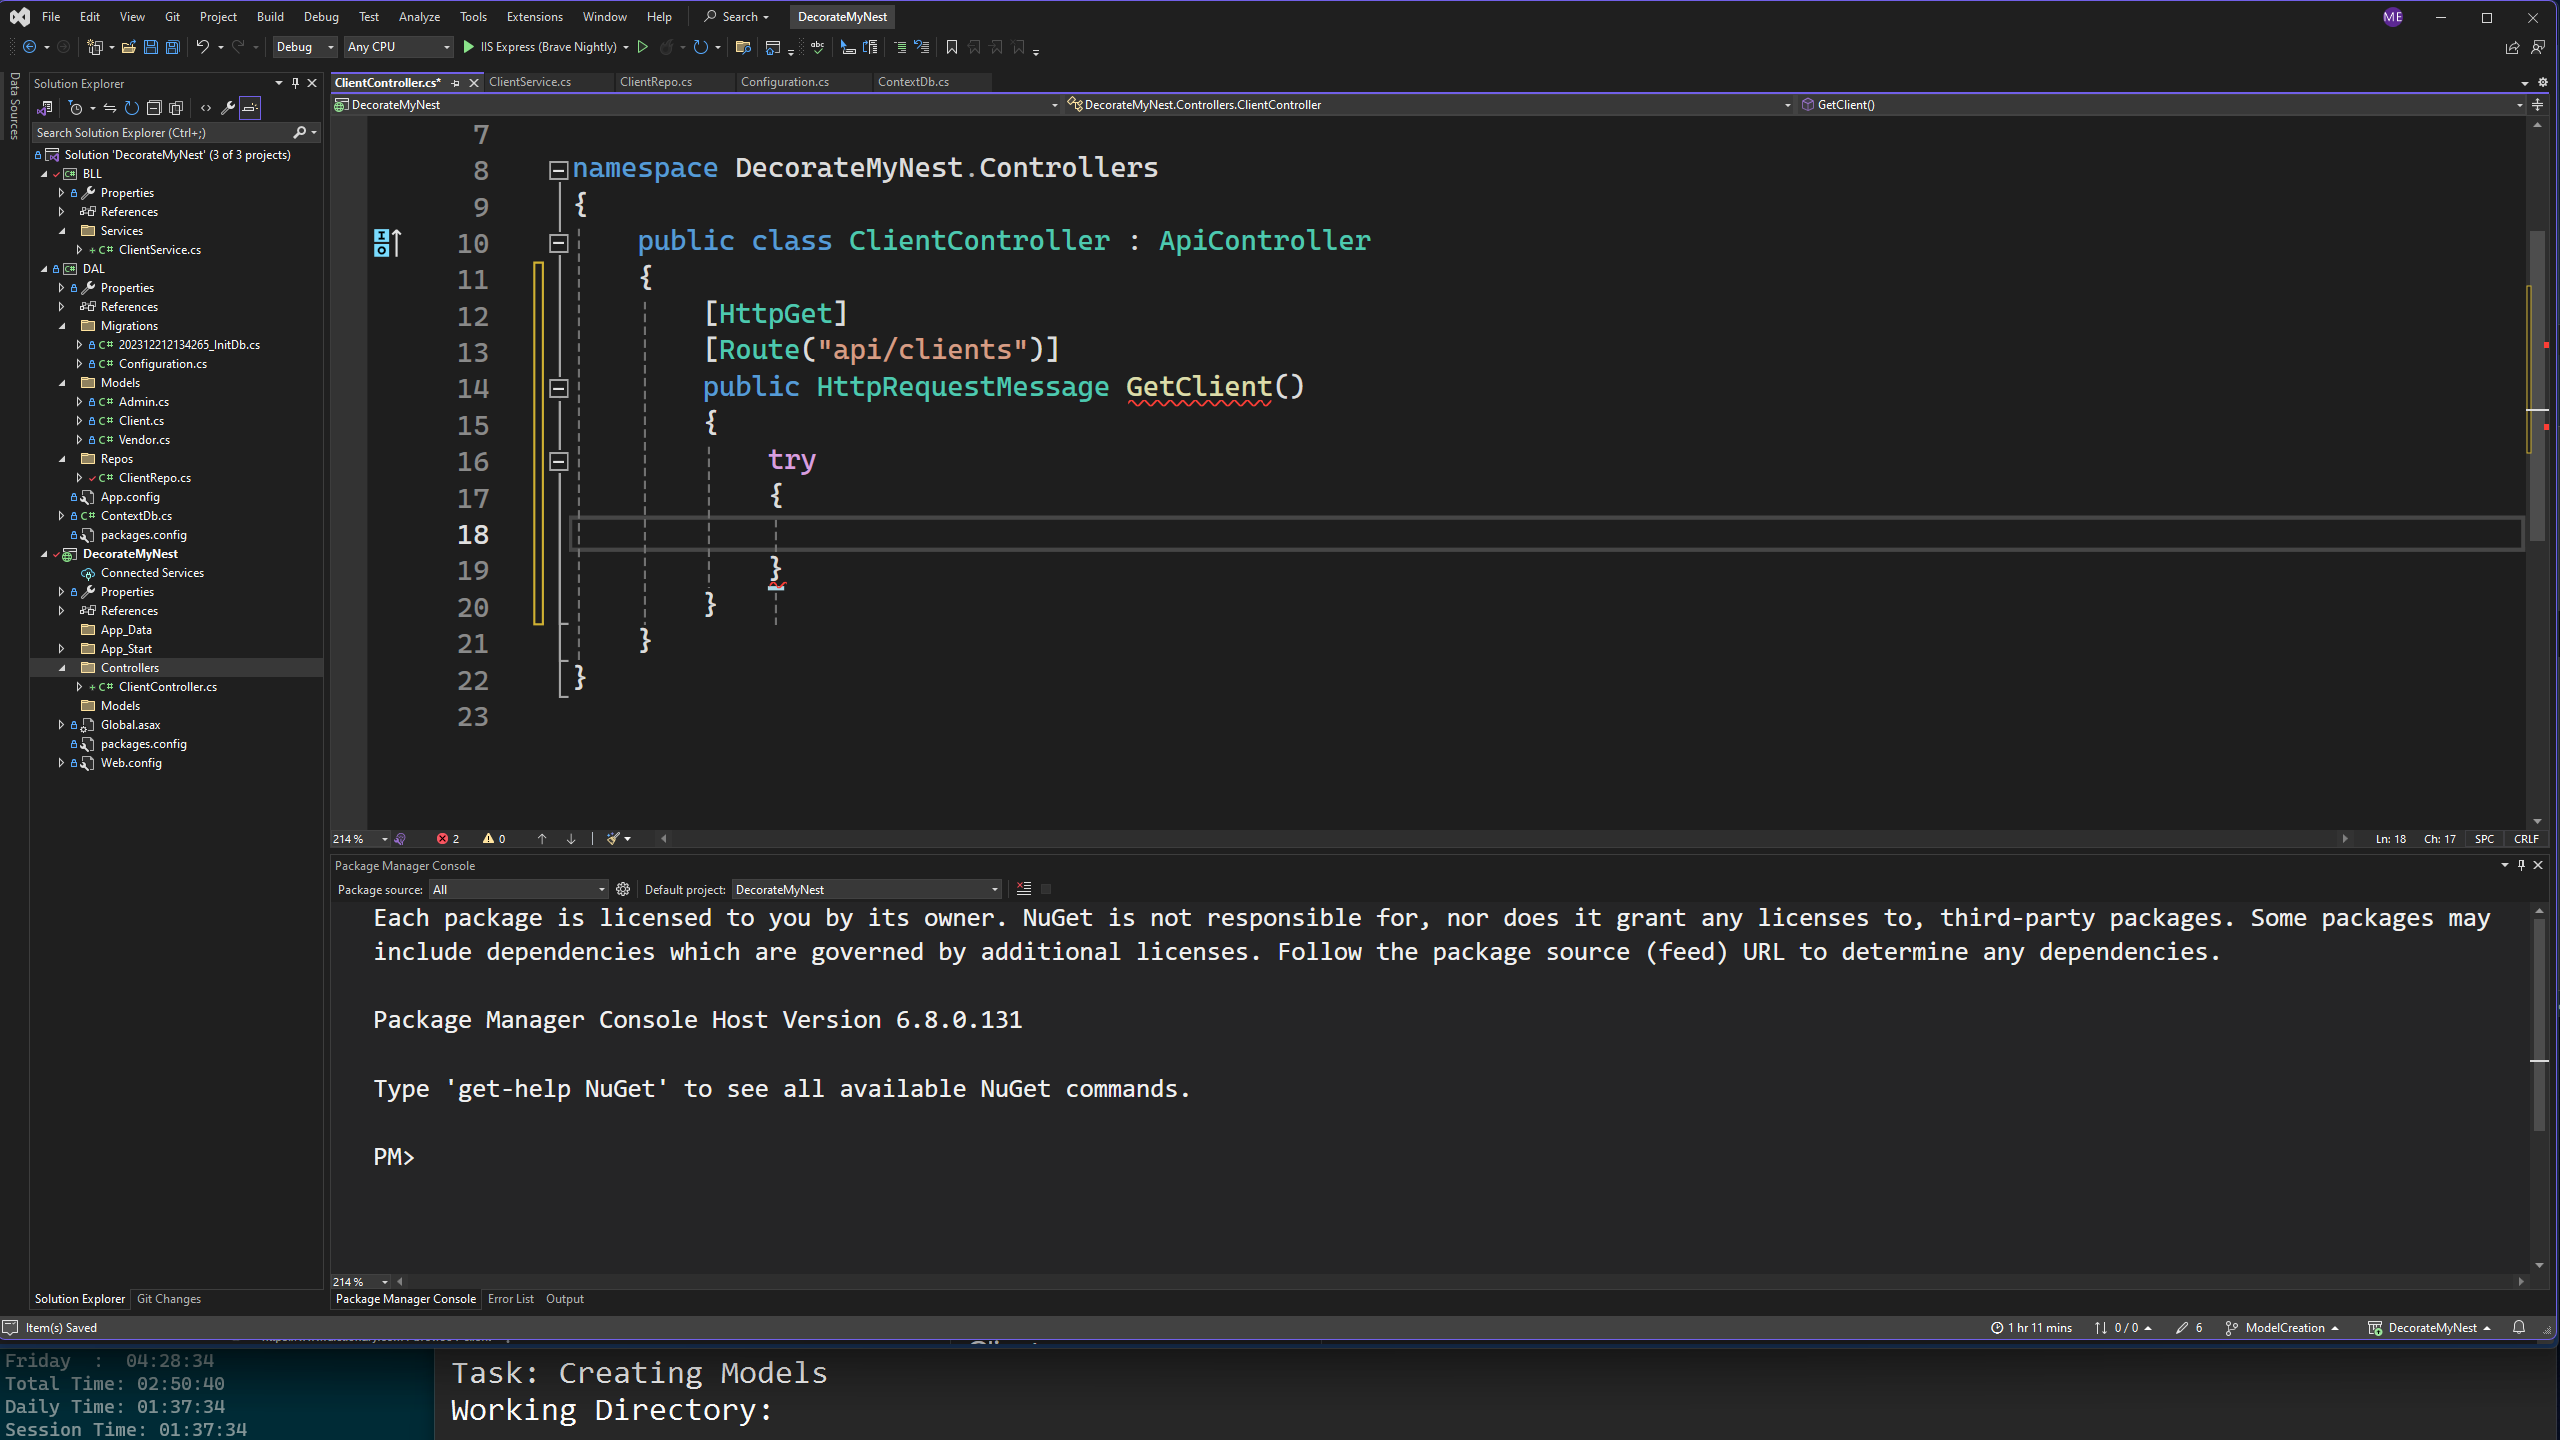 File Edit View Git Project Build Debug Test Analyze Tools Extensions Window Help Search DecorateMyNest ME
Debug Any CPU IIS Express (Brave Nightly)
Data Sources
Solution Explorer
Search Solution Explorer (Ctrl+;)
Solution 'DecorateMyNest' (3 of 3 projects)
BLL
Properties
References
Services
C# ClientService.cs
DAL
Properties
References
Migrations
C# 202312212134265_InitDb.cs
C# Configuration.cs
Models
C# Admin.cs
C# Client.cs
C# Vendor.cs
Repos
C# ClientRepo.cs
App.config
C# ContextDb.cs
packages.config
DecorateMyNest
Connected Services
Properties
References
App_Data
App_Start
Controllers
C# ClientController.cs
Models
Global.asax
packages.config
Web.config
Solution Explorer Git Changes
ClientController.cs* ClientService.cs ClientRepo.cs Configuration.cs ContextDb.cs
DecorateMyNest DecorateMyNest.Controllers.ClientController GetClient()
7
8 namespace DecorateMyNest.Controllers
9 {
10 public class ClientController : ApiController
11 {
12 [HttpGet]
13 [Route("api/clients")]
14 public HttpRequestMessage GetClient()
15 {
16 try
17 {
18
19 }
20 }
21 }
22 }
23
214 % 2 0 Ln: 18 Ch: 17 SPC CRLF
Package Manager Console
Package source: All Default project: DecorateMyNest
Each package is licensed to you by its owner. NuGet is not responsible for, nor does it grant any licenses to, third-party packages. Some packages may
include dependencies which are governed by additional licenses. Follow the package source (feed) URL to determine any dependencies.
Package Manager Console Host Version 6.8.0.131
Type 'get-help NuGet' to see all available NuGet commands.
PM>
214 %
Package Manager Console Error List Output
Item(s) Saved 1 hr 11 mins 0 / 0 6 ModelCreation DecorateMyNest
Friday : 04:28:34
Total Time: 02:50:40
Daily Time: 01:37:34
Session Time: 01:37:34
Task: Creating Models
Working Directory: